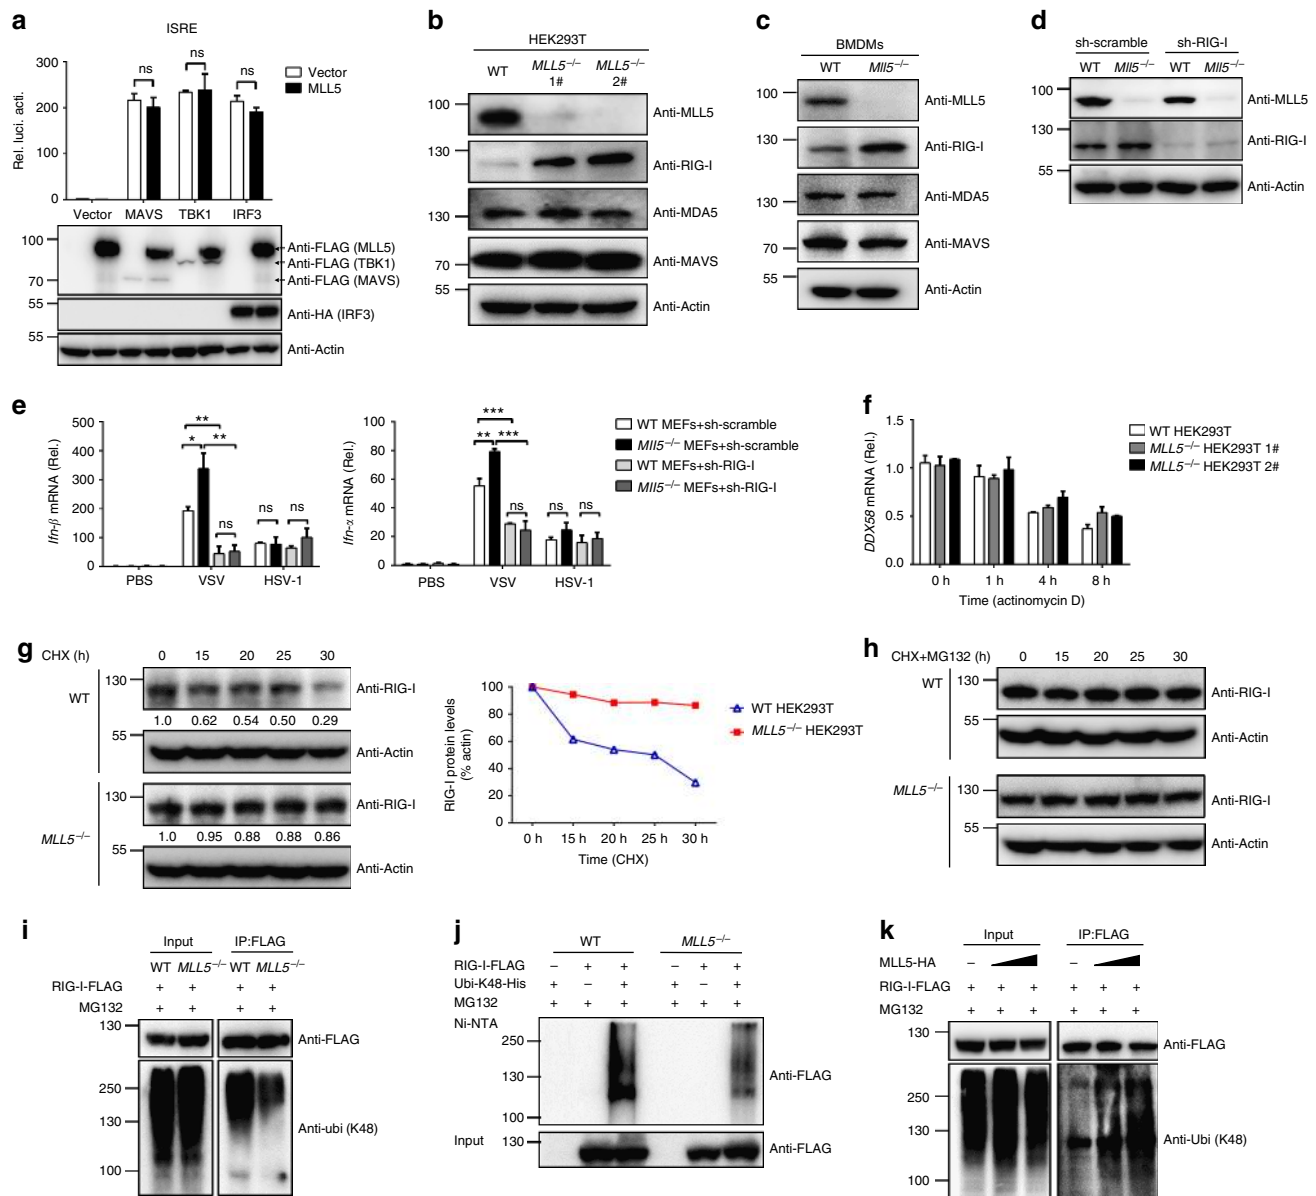 a
ISRE
ns
ns
ns
Vector
MLL5
Rel. luci. acti.
300
200
100
0
Vector MAVS TBK1 IRF3
100
70
55
55
Anti-FLAG (MLL5)
Anti-FLAG (TBK1)
Anti-FLAG (MAVS)
Anti-HA (IRF3)
Anti-Actin
b
HEK293T
WT MLL5–/– 1# MLL5–/– 2#
100 Anti-MLL5
130 Anti-RIG-I
130 Anti-MDA5
70 Anti-MAVS
55 Anti-Actin
c
BMDMs
WT Mll5–/–
100 Anti-MLL5
130 Anti-RIG-I
130 Anti-MDA5
70 Anti-MAVS
55 Anti-Actin
d
sh-scramble sh-RIG-I
WT Mll5–/– WT Mll5–/–
100 Anti-MLL5
130 Anti-RIG-I
55 Anti-Actin
e
Ifn-β mRNA (Rel.)
500
400
300
200
100
0
** * ** ns ns ns
PBS VSV HSV-1
Ifn-α mRNA (Rel.)
100
80
60
40
20
0
*** ** *** ns ns ns
PBS VSV HSV-1
WT MEFs+sh-scramble
Mll5–/– MEFs+sh-scramble
WT MEFs+sh-RIG-I
Mll5–/– MEFs+sh-RIG-I
f
DDX58 mRNA (Rel.)
1.5
1.0
0.5
0.0
0 h 1 h 4 h 8 h
Time (actinomycin D)
WT HEK293T
MLL5–/– HEK293T 1#
MLL5–/– HEK293T 2#
g
CHX (h) 0 15 20 25 30
WT
130 Anti-RIG-I
1.0 0.62 0.54 0.50 0.29
55 Anti-Actin
MLL5–/–
130 Anti-RIG-I
1.0 0.95 0.88 0.88 0.86
55 Anti-Actin
RIG-I protein levels
(% actin)
100
80
60
40
20
0
0 h 15 h 20 h 25 h 30 h
Time (CHX)
WT HEK293T
MLL5–/– HEK293T
h
CHX+MG132 (h) 0 15 20 25 30
WT
130 Anti-RIG-I
55 Anti-Actin
MLL5–/–
130 Anti-RIG-I
55 Anti-Actin
i
Input IP:FLAG
WT MLL5–/– WT MLL5–/–
RIG-I-FLAG + + + +
MG132 + + + +
130 Anti-FLAG
250
130
100
Anti-ubi (K48)
j
WT MLL5–/–
RIG-I-FLAG – + + – + +
Ubi-K48-His + – + + – +
MG132 + + + + + +
Ni-NTA
250
130
100
Anti-FLAG
Input 130 Anti-FLAG
k
Input IP:FLAG
MLL5-HA – –
RIG-I-FLAG + + + + + +
MG132 + + + + + +
130 Anti-FLAG
250
130
100
Anti-Ubi (K48)